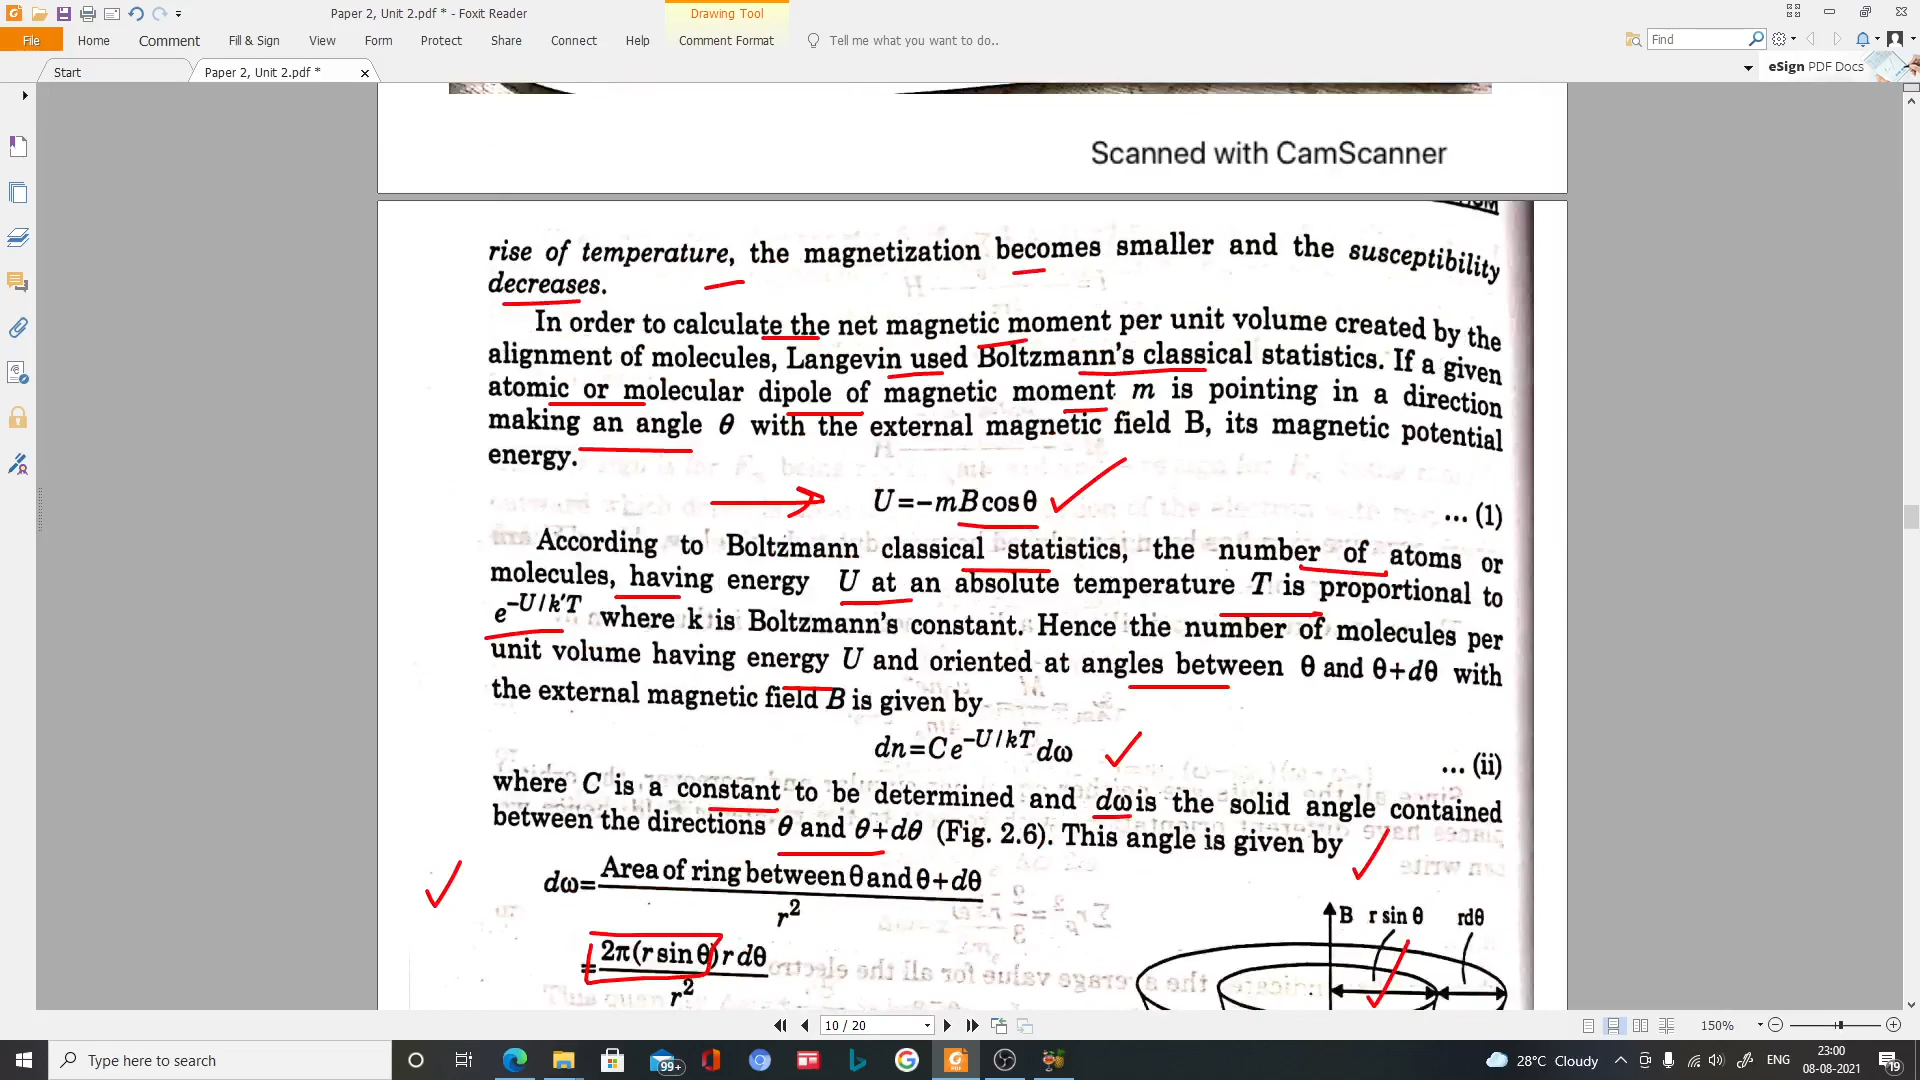 Paper 2, Unit 2.pdf * - Foxit Reader
Drawing Tool
File Home Comment Fill & Sign View Form Protect Share Connect Help Comment Format Tell me what you want to do..
Find
Start
Paper 2, Unit 2.pdf *
eSign PDF Docs
Scanned with CamScanner
rise of temperature, the magnetization becomes smaller and the susceptibility
decreases.
In order to calculate the net magnetic moment per unit volume created by the
alignment of molecules, Langevin used Boltzmann's classical statistics. If a given
atomic or molecular dipole of magnetic moment m is pointing in a direction
making an angle θ with the external magnetic field B, its magnetic potential
energy.
U=−mB cosθ ... (1)
According to Boltzmann classical statistics, the number of atoms or
molecules, having energy U at an absolute temperature T is proportional to
e^−U/kT where k is Boltzmann's constant. Hence the number of molecules per
unit volume having energy U and oriented at angles between θ and θ+dθ with
the external magnetic field B is given by
dn=Ce^−U/kT dω ... (ii)
where C is a constant to be determined and dω is the solid angle contained
between the directions θ and θ+dθ (Fig. 2.6). This angle is given by
dω= Area of ring between θ and θ+dθ
r²
B r sin θ rdθ
= 2π(r sin θ) r dθ
r²
10 / 20
150%
Type here to search
99+
28°C Cloudy
ENG
23:00
08-08-2021
19